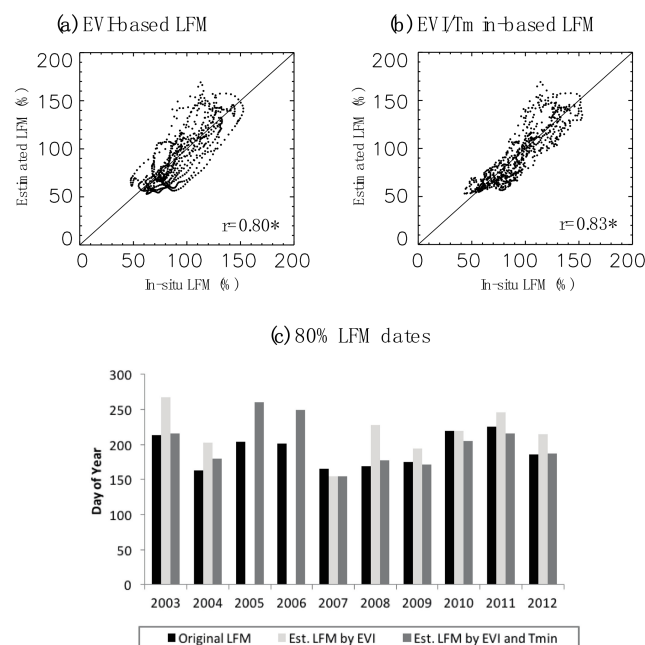 (a) EVI-based LFM
(b) EVI/Tmin-based LFM
200
150
100
50
0
Estimated LFM (%)
r=0.80*
0 50 100 150 200
In-situ LFM (%)
200
150
100
50
0
Estimated LFM (%)
r=0.83*
0 50 100 150 200
In-situ LFM (%)
(c) 80% LFM dates
300
250
200
150
100
50
0
Day of Year
2003 2004 2005 2006 2007 2008 2009 2010 2011 2012
Original LFM Est. LFM by EVI Est. LFM by EVI and Tmin